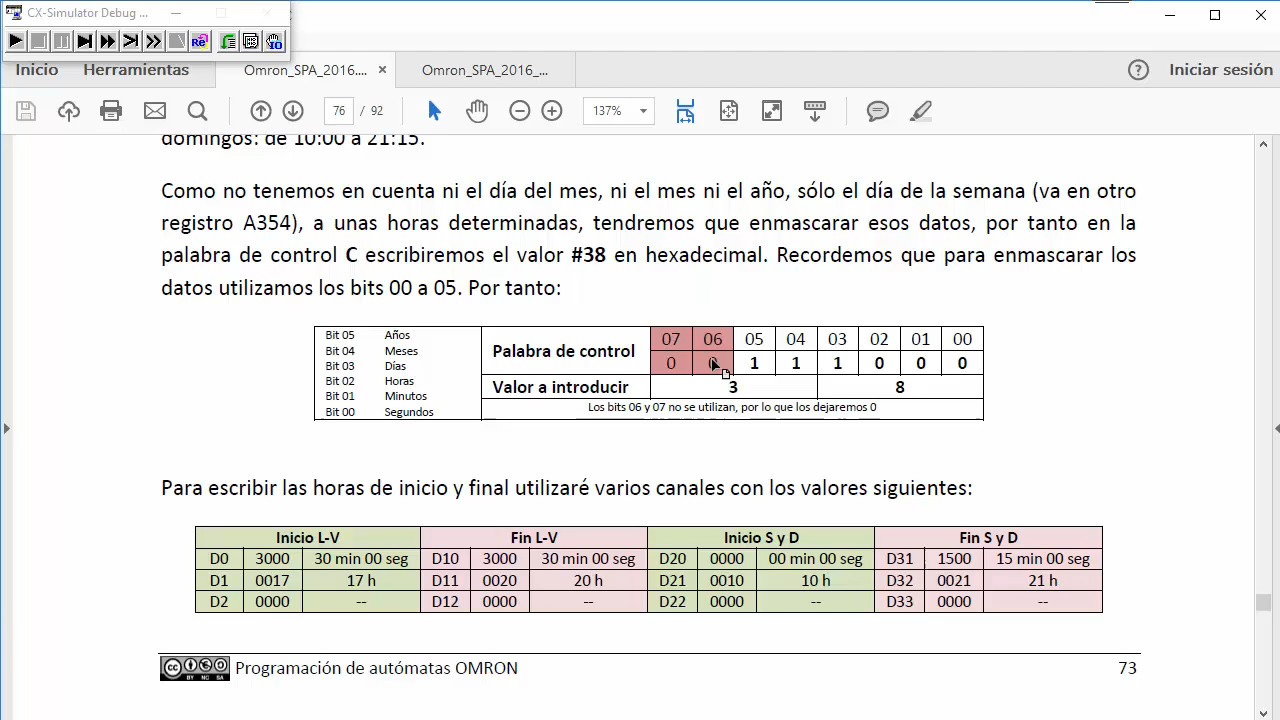 CX-Simulator Debug ...
Inicio Herramientas Omron_SPA_2016.... × Omron_SPA_2016_... Iniciar sesión
76 / 92 137%
domingos: de 10:00 a 21:15.
Como no tenemos en cuenta ni el día del mes, ni el mes ni el año, sólo el día de la semana (va en otro
registro A354), a unas horas determinadas, tendremos que enmascarar esos datos, por tanto en la
palabra de control C escribiremos el valor #38 en hexadecimal. Recordemos que para enmascarar los
datos utilizamos los bits 00 a 05. Por tanto:
Bit 05 Años
Bit 04 Meses
Bit 03 Días
Bit 02 Horas
Bit 01 Minutos
Bit 00 Segundos
Palabra de control 07 06 05 04 03 02 01 00
0 0 1 1 1 0 0 0
Valor a introducir 3 8
Los bits 06 y 07 no se utilizan, por lo que los dejaremos 0
Para escribir las horas de inicio y final utilizaré varios canales con los valores siguientes:
Inicio L-V Fin L-V Inicio S y D Fin S y D
D0 3000 30 min 00 seg D10 3000 30 min 00 seg D20 0000 00 min 00 seg D31 1500 15 min 00 seg
D1 0017 17 h D11 0020 20 h D21 0010 10 h D32 0021 21 h
D2 0000 -- D12 0000 -- D22 0000 -- D33 0000 --
Programación de autómatas OMRON 73